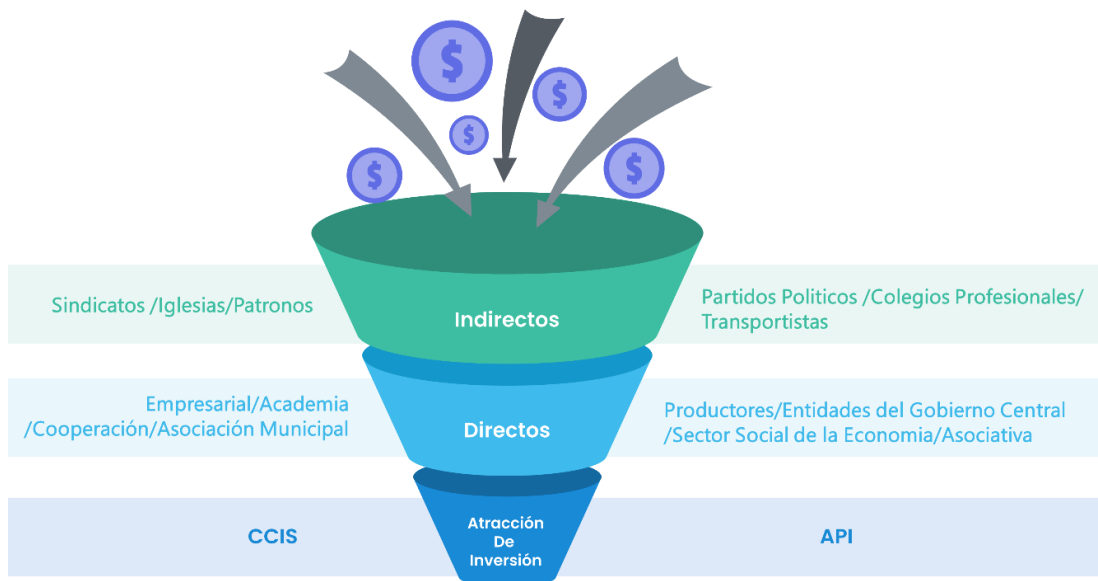 $
$
$
$
$
Sindicatos /Iglesias/Patronos
Indirectos
Partidos Politicos /Colegios Profesionales/
Transportistas
Empresarial/Academia
/Cooperación/Asociación Municipal
Directos
Productores/Entidades del Gobierno Central
/Sector Social de la Economia/Asociativa
CCIS
Atracción
De
Inversión
API